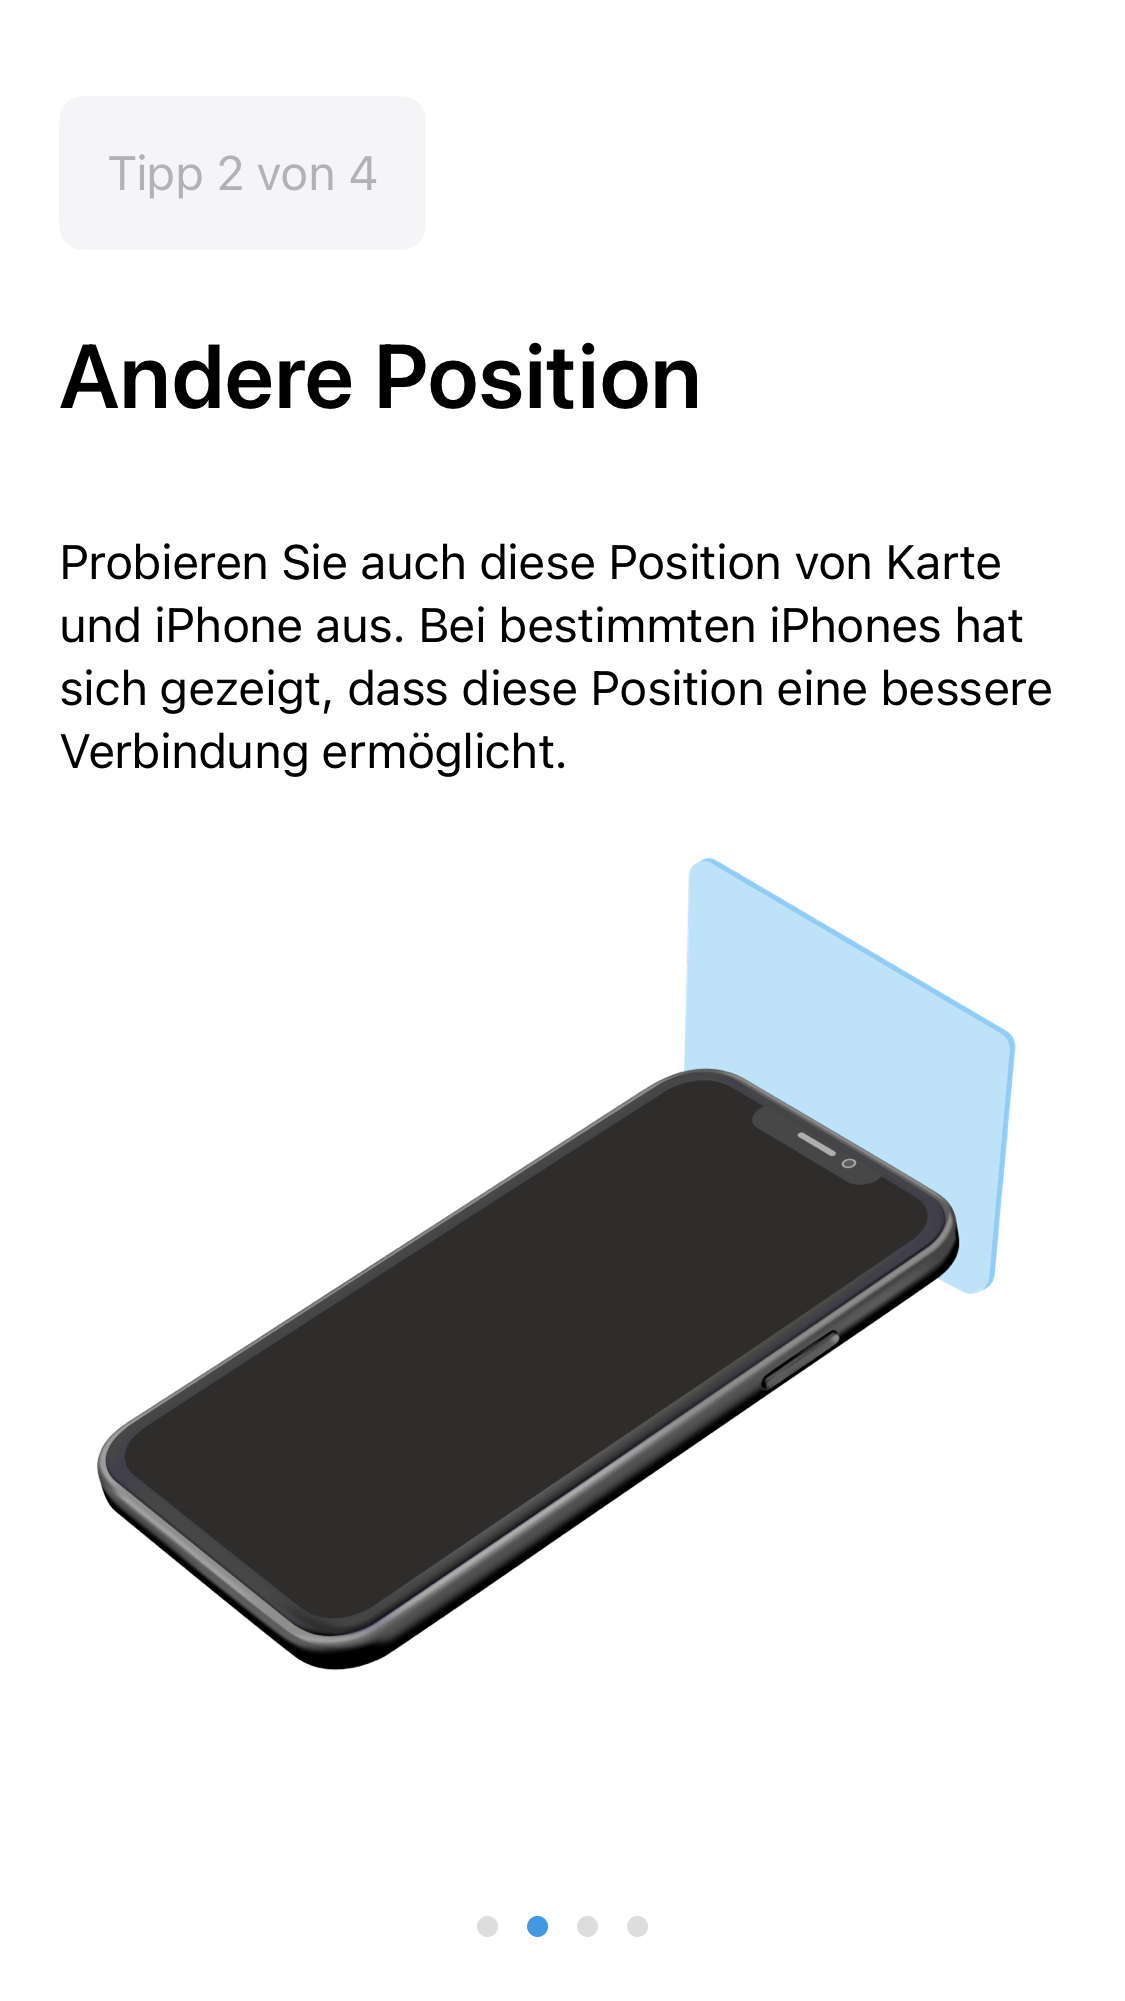 Tipp 2 von 4
Andere Position
Probieren Sie auch diese Position von Karte
und iPhone aus. Bei bestimmten iPhones hat
sich gezeigt, dass diese Position eine bessere
Verbindung ermöglicht.